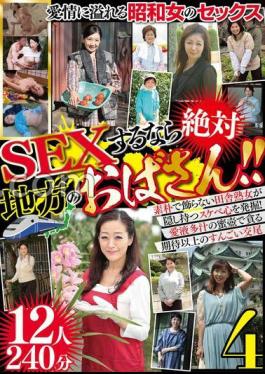 愛情に溢れる昭和女のセックス
SEXするなら絶対
地方のおばさん!!
素朴で飾らない田舎熟女が
隠し持つスケベ心を発掘!
愛液多汁の蜜壺で貪る
期待以上のすんごい交尾
12人
240分
4